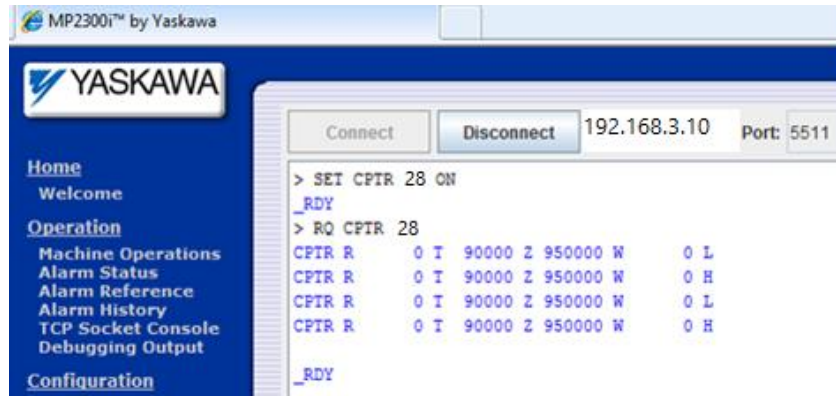 MP2300i™ by Yaskawa
YASKAWA
Connect Disconnect 192.168.3.10 Port: 5511
Home
Welcome
Operation
Machine Operations
Alarm Status
Alarm Reference
Alarm History
TCP Socket Console
Debugging Output
Configuration
> SET CPTR 28 ON
_RDY
> RQ CPTR 28
CPTR R 0 T 90000 Z 950000 W 0 L
CPTR R 0 T 90000 Z 950000 W 0 H
CPTR R 0 T 90000 Z 950000 W 0 L
CPTR R 0 T 90000 Z 950000 W 0 H
_RDY